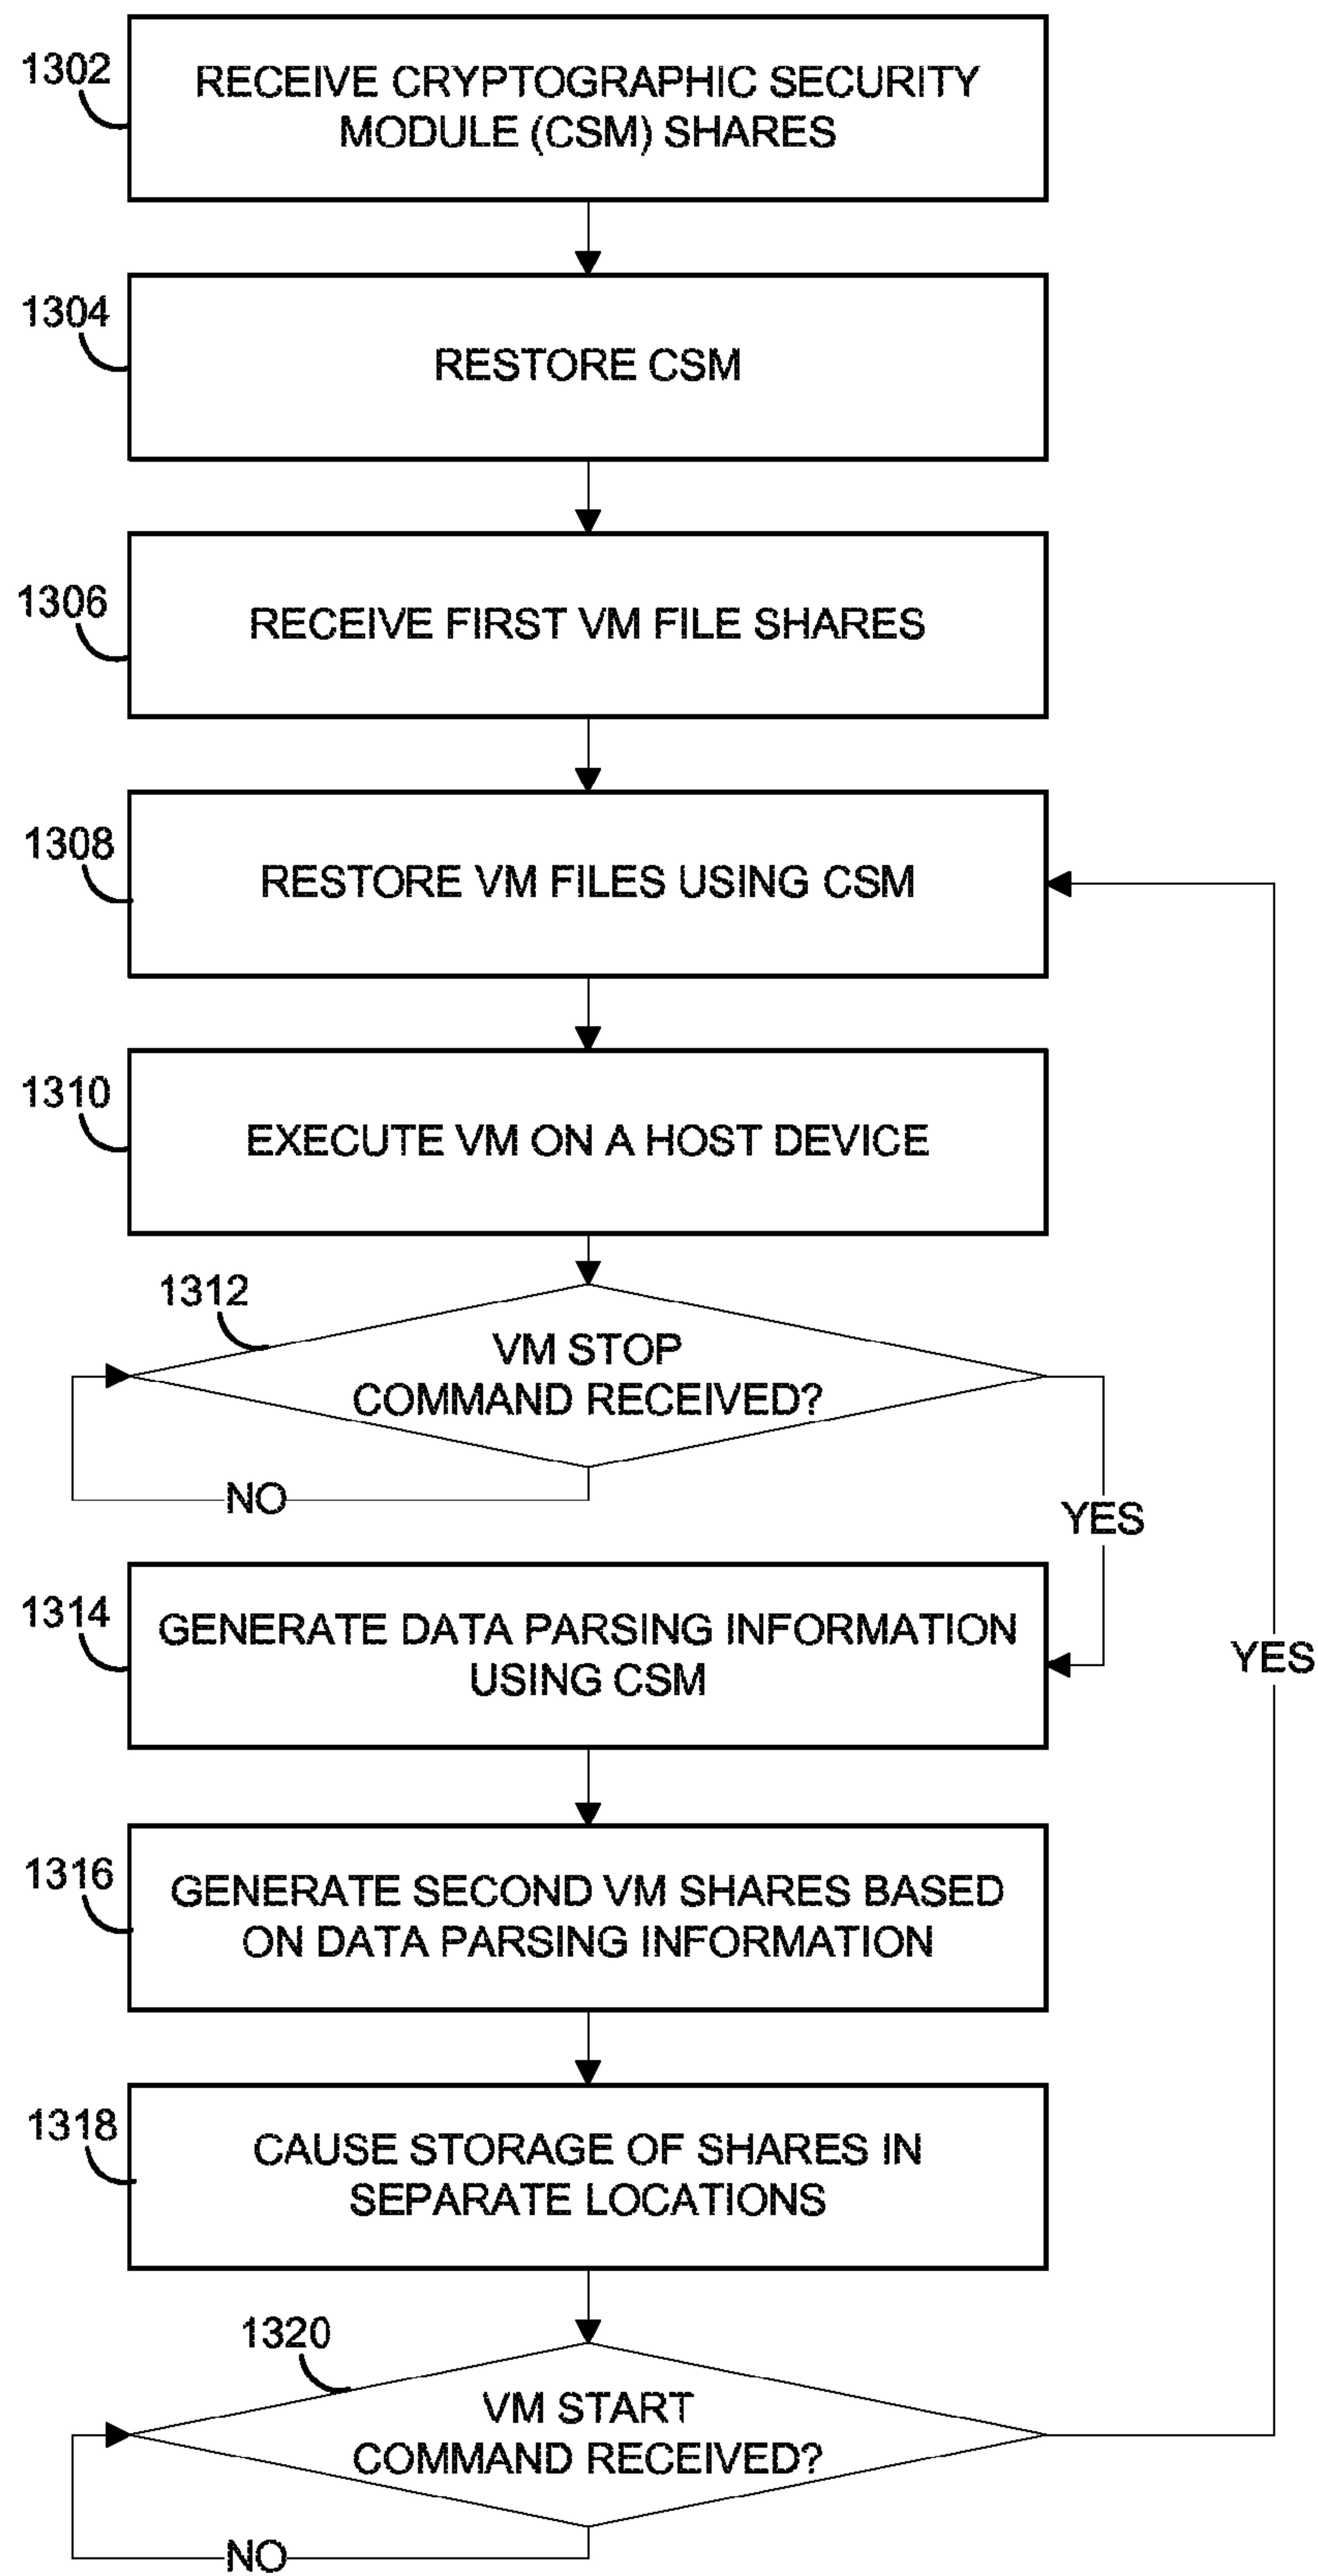 1302
RECEIVE CRYPTOGRAPHIC SECURITY
MODULE (CSM) SHARES
1304
RESTORE CSM
1306
RECEIVE FIRST VM FILE SHARES
1308
RESTORE VM FILES USING CSM
1310
EXECUTE VM ON A HOST DEVICE
1312
VM STOP
COMMAND RECEIVED?
NO
YES
1314
GENERATE DATA PARSING INFORMATION
USING CSM
YES
1316
GENERATE SECOND VM SHARES BASED
ON DATA PARSING INFORMATION
1318
CAUSE STORAGE OF SHARES IN
SEPARATE LOCATIONS
1320
VM START
COMMAND RECEIVED?
NO